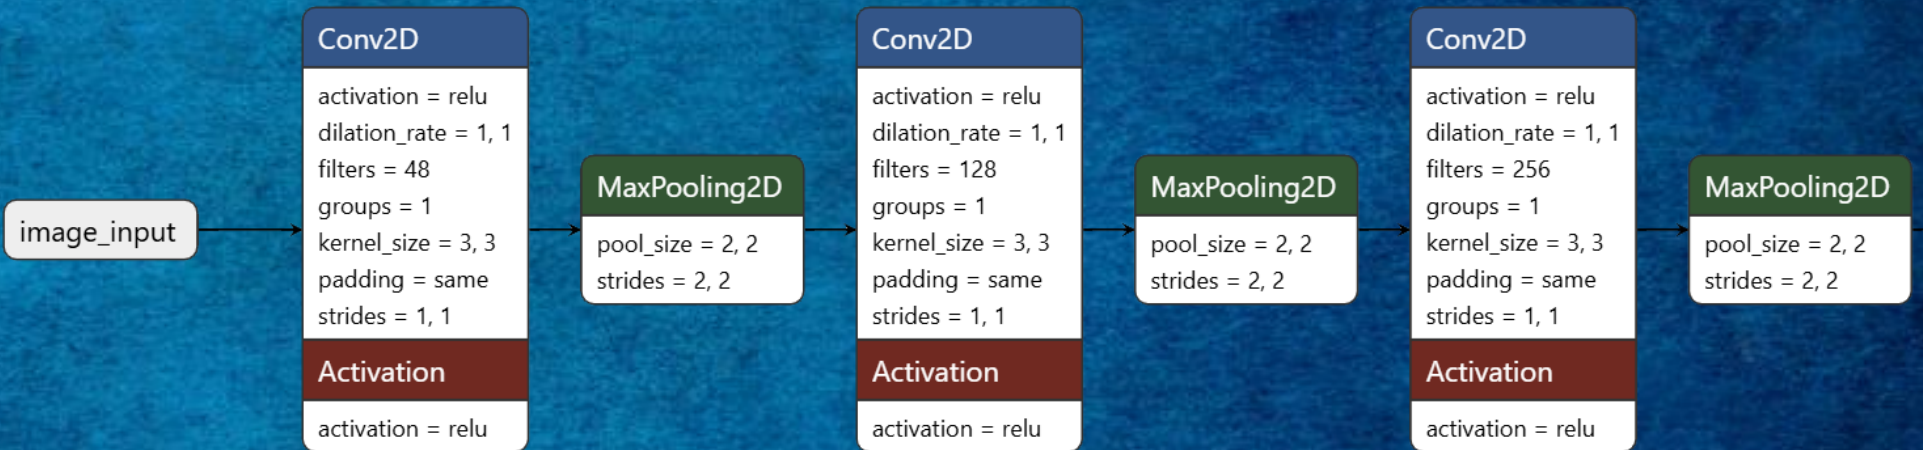 image_input
Conv2D
activation = relu
dilation_rate = 1, 1
filters = 48
groups = 1
kernel_size = 3, 3
padding = same
strides = 1, 1
Activation
activation = relu
MaxPooling2D
pool_size = 2, 2
strides = 2, 2
Conv2D
activation = relu
dilation_rate = 1, 1
filters = 128
groups = 1
kernel_size = 3, 3
padding = same
strides = 1, 1
Activation
activation = relu
MaxPooling2D
pool_size = 2, 2
strides = 2, 2
Conv2D
activation = relu
dilation_rate = 1, 1
filters = 256
groups = 1
kernel_size = 3, 3
padding = same
strides = 1, 1
Activation
activation = relu
MaxPooling2D
pool_size = 2, 2
strides = 2, 2